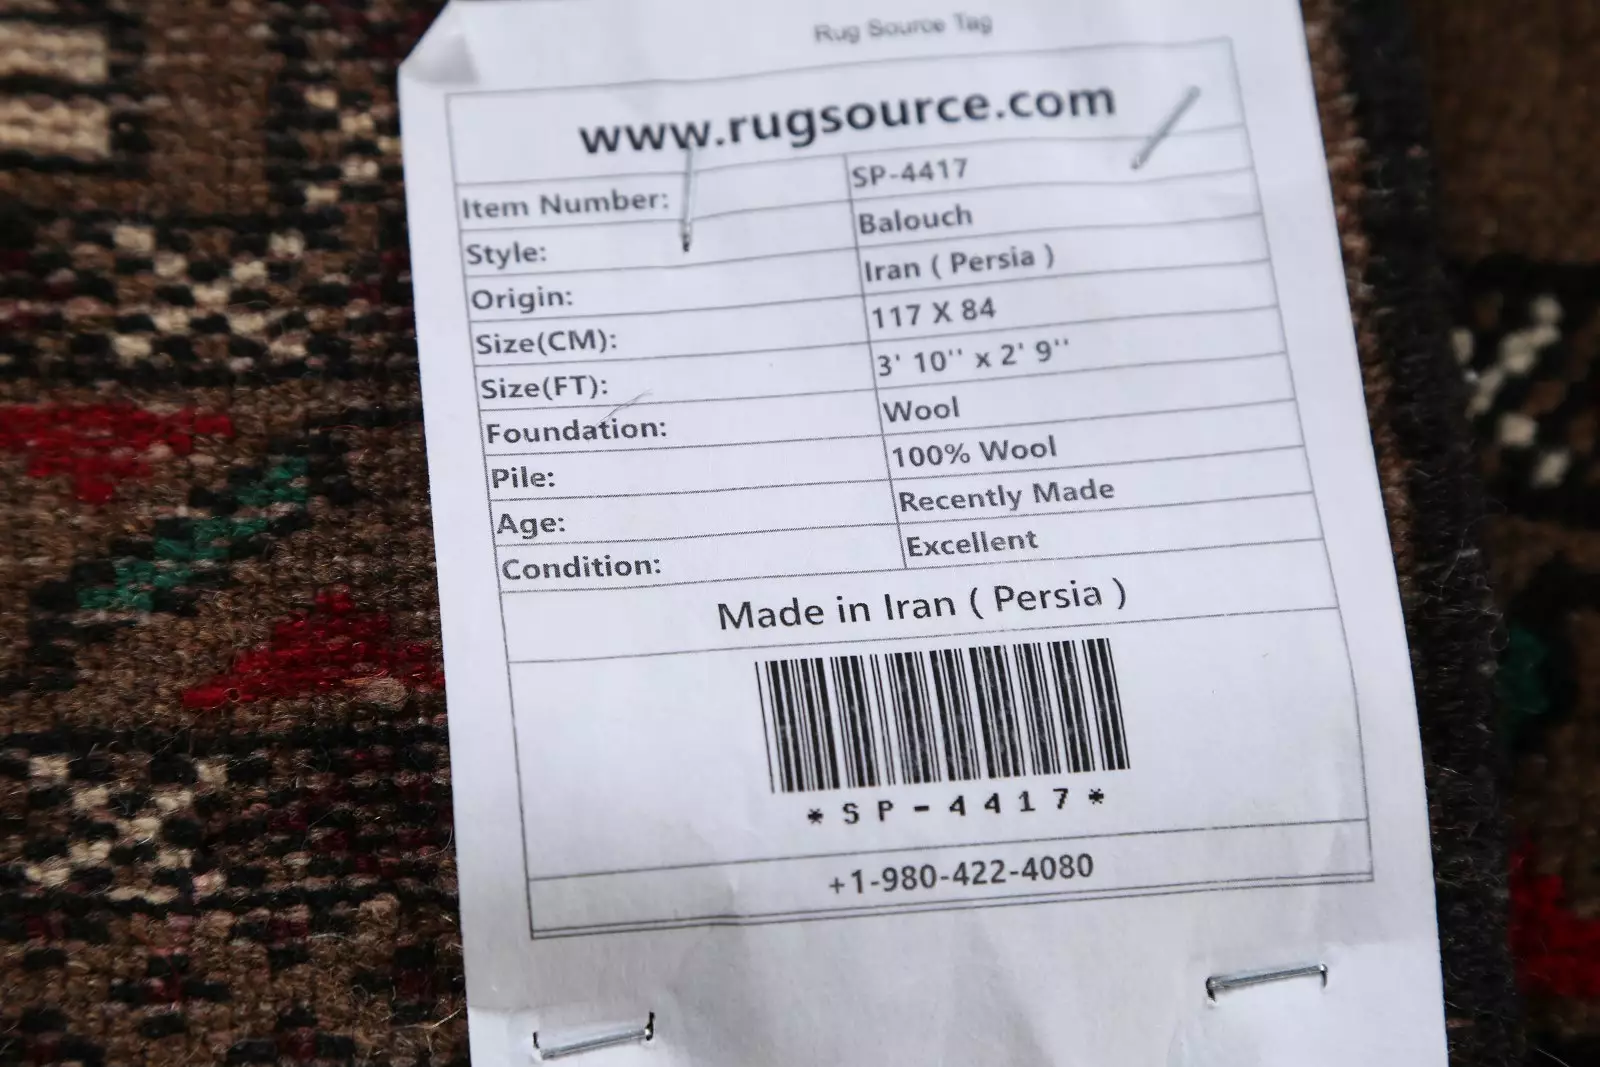 Rug Source Tag
www.rugsource.com
Item Number: SP-4417
Style: Balouch
Origin: Iran ( Persia )
Size(CM): 117 X 84
Size(FT): 3' 10'' x 2' 9''
Foundation: Wool
Pile: 100% Wool
Age: Recently Made
Condition: Excellent
Made in Iran ( Persia )
*SP-4417*
+1-980-422-4080